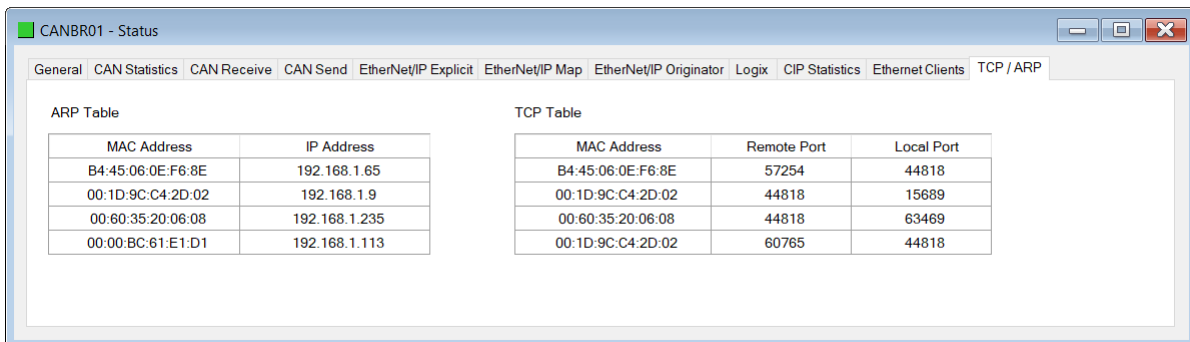 CANBR01 - Status
General CAN Statistics CAN Receive CAN Send EtherNet/IP Explicit EtherNet/IP Map EtherNet/IP Originator Logix CIP Statistics Ethernet Clients TCP / ARP
ARP Table TCP Table
MAC Address IP Address MAC Address Remote Port Local Port
B4:45:06:0E:F6:8E 192.168.1.65 B4:45:06:0E:F6:8E 57254 44818
00:1D:9C:C4:2D:02 192.168.1.9 00:1D:9C:C4:2D:02 44818 15689
00:60:35:20:06:08 192.168.1.235 00:60:35:20:06:08 44818 63469
00:00:BC:61:E1:D1 192.168.1.113 00:1D:9C:C4:2D:02 60765 44818